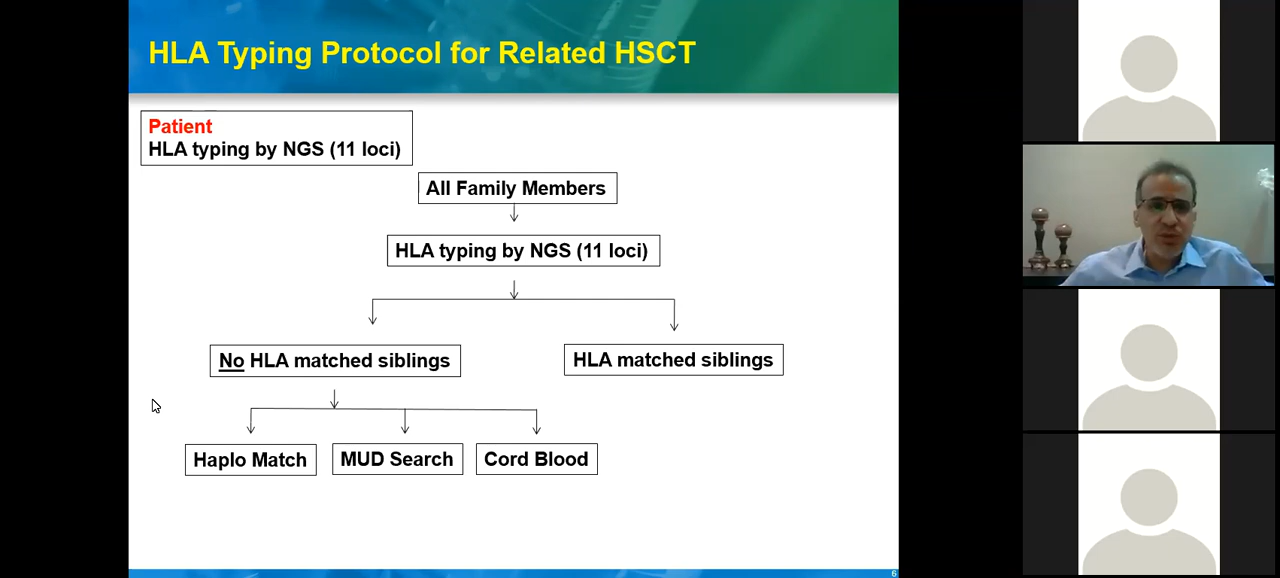 HLA Typing Protocol for Related HSCT
Patient
HLA typing by NGS (11 loci)
All Family Members
HLA typing by NGS (11 loci)
No HLA matched siblings
HLA matched siblings
Haplo Match
MUD Search
Cord Blood
6